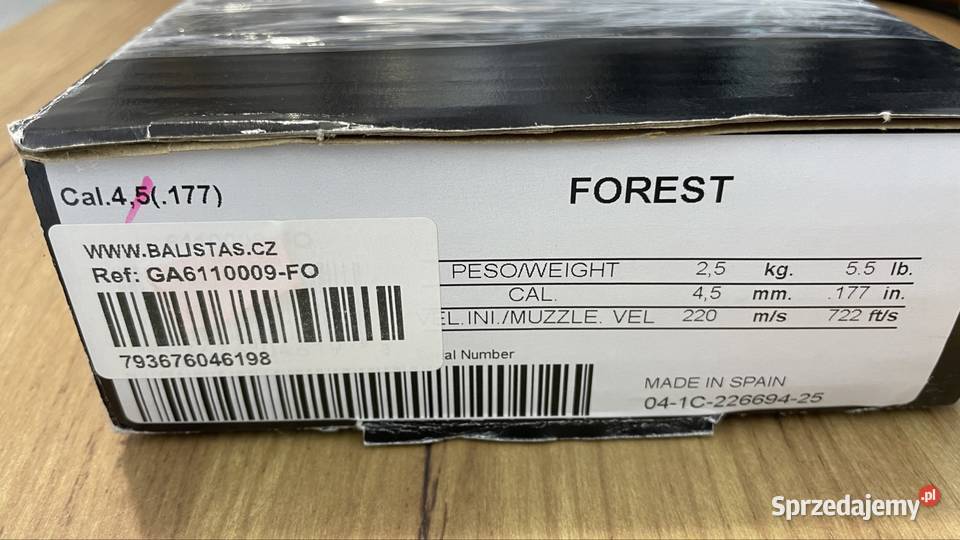 Cal.4,5(.177)
FOREST
WWW.BALISTAS.CZ
Ref: GA6110009-FO
793676046198
PESO/WEIGHT 2,5 kg. 5.5 lb.
CAL. 4,5 mm. .177 in.
VEL.INI./MUZZLE. VEL 220 m/s 722 ft/s
MADE IN SPAIN
04-1C-226694-25
al Number
Sprzedajemy.pl